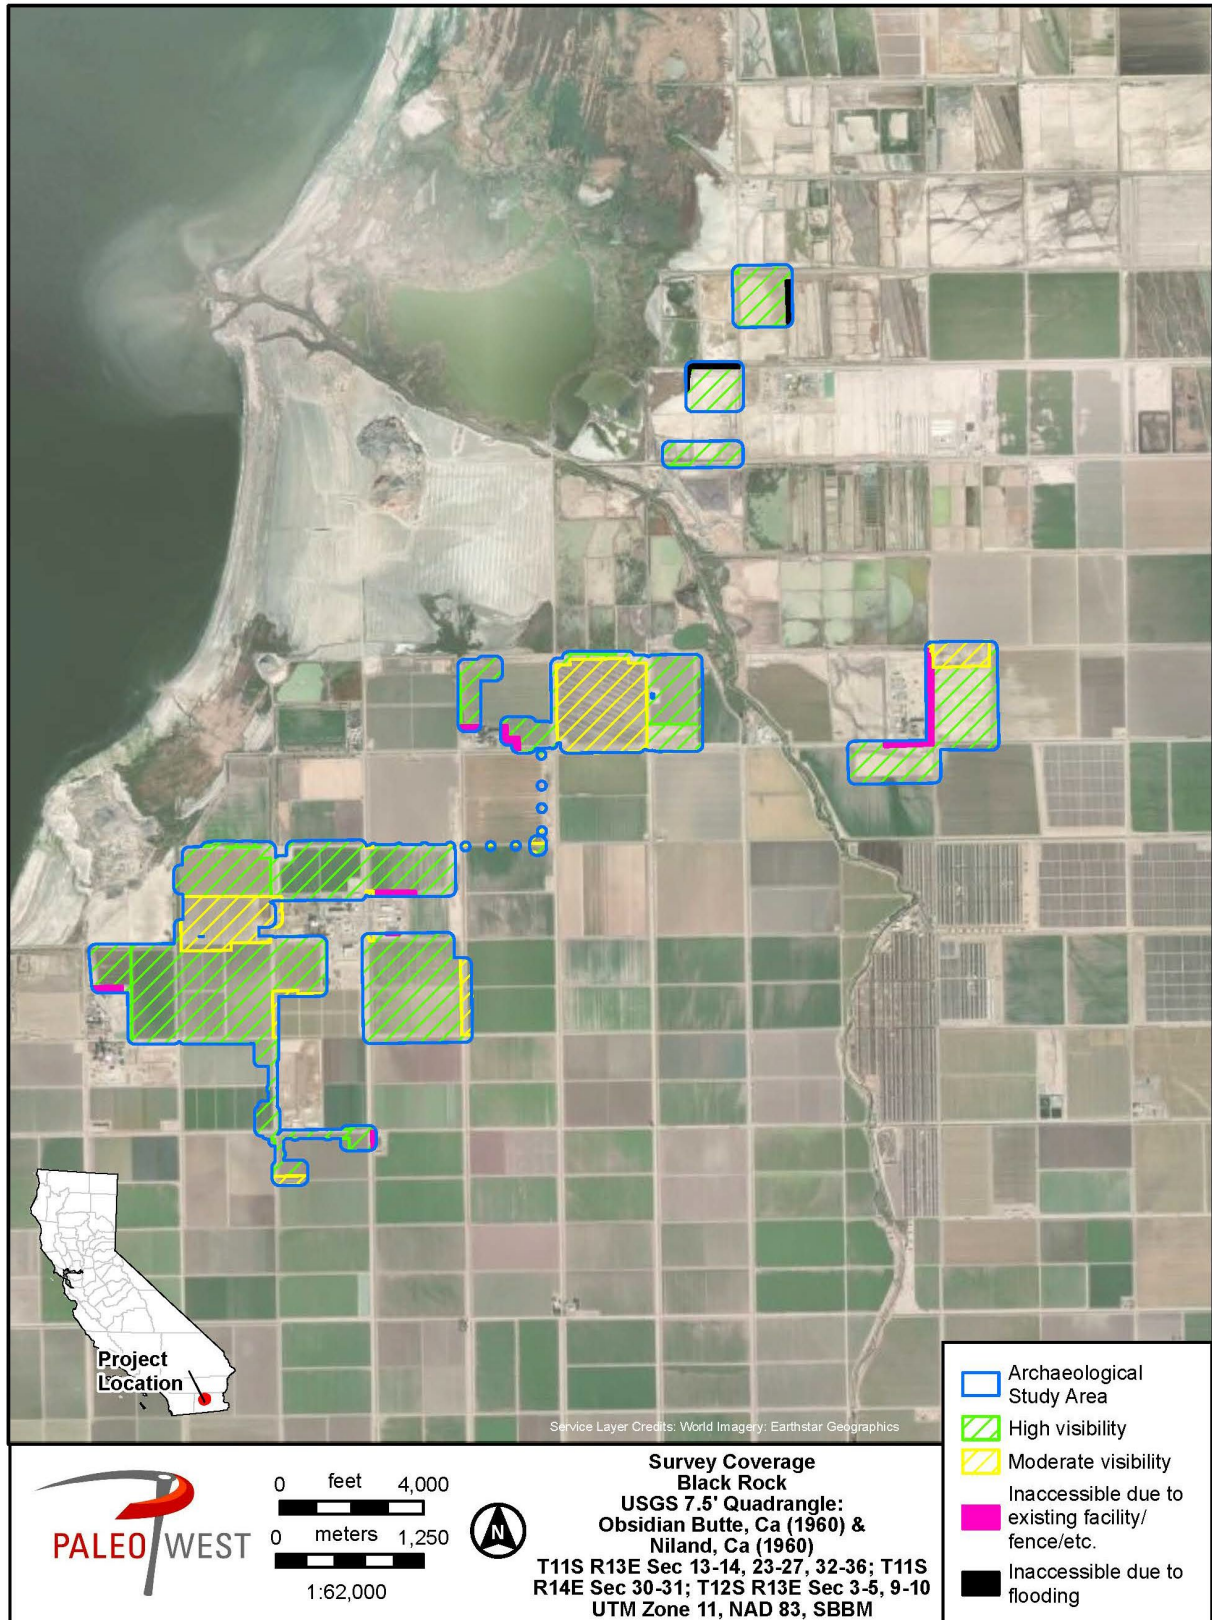 Project
Location
Service Layer Credits: World Imagery: Earthstar Geographics
Archaeological
Study Area
High visibility
Moderate visibility
Inaccessible due to
existing facility/
fence/etc.
Inaccessible due to
flooding
PALEO WEST
0 feet 4,000
0 meters 1,250
1:62,000
N
Survey Coverage
Black Rock
USGS 7.5' Quadrangle:
Obsidian Butte, Ca (1960) &
Niland, Ca (1960)
T11S R13E Sec 13-14, 23-27, 32-36; T11S
R14E Sec 30-31; T12S R13E Sec 3-5, 9-10
UTM Zone 11, NAD 83, SBBM